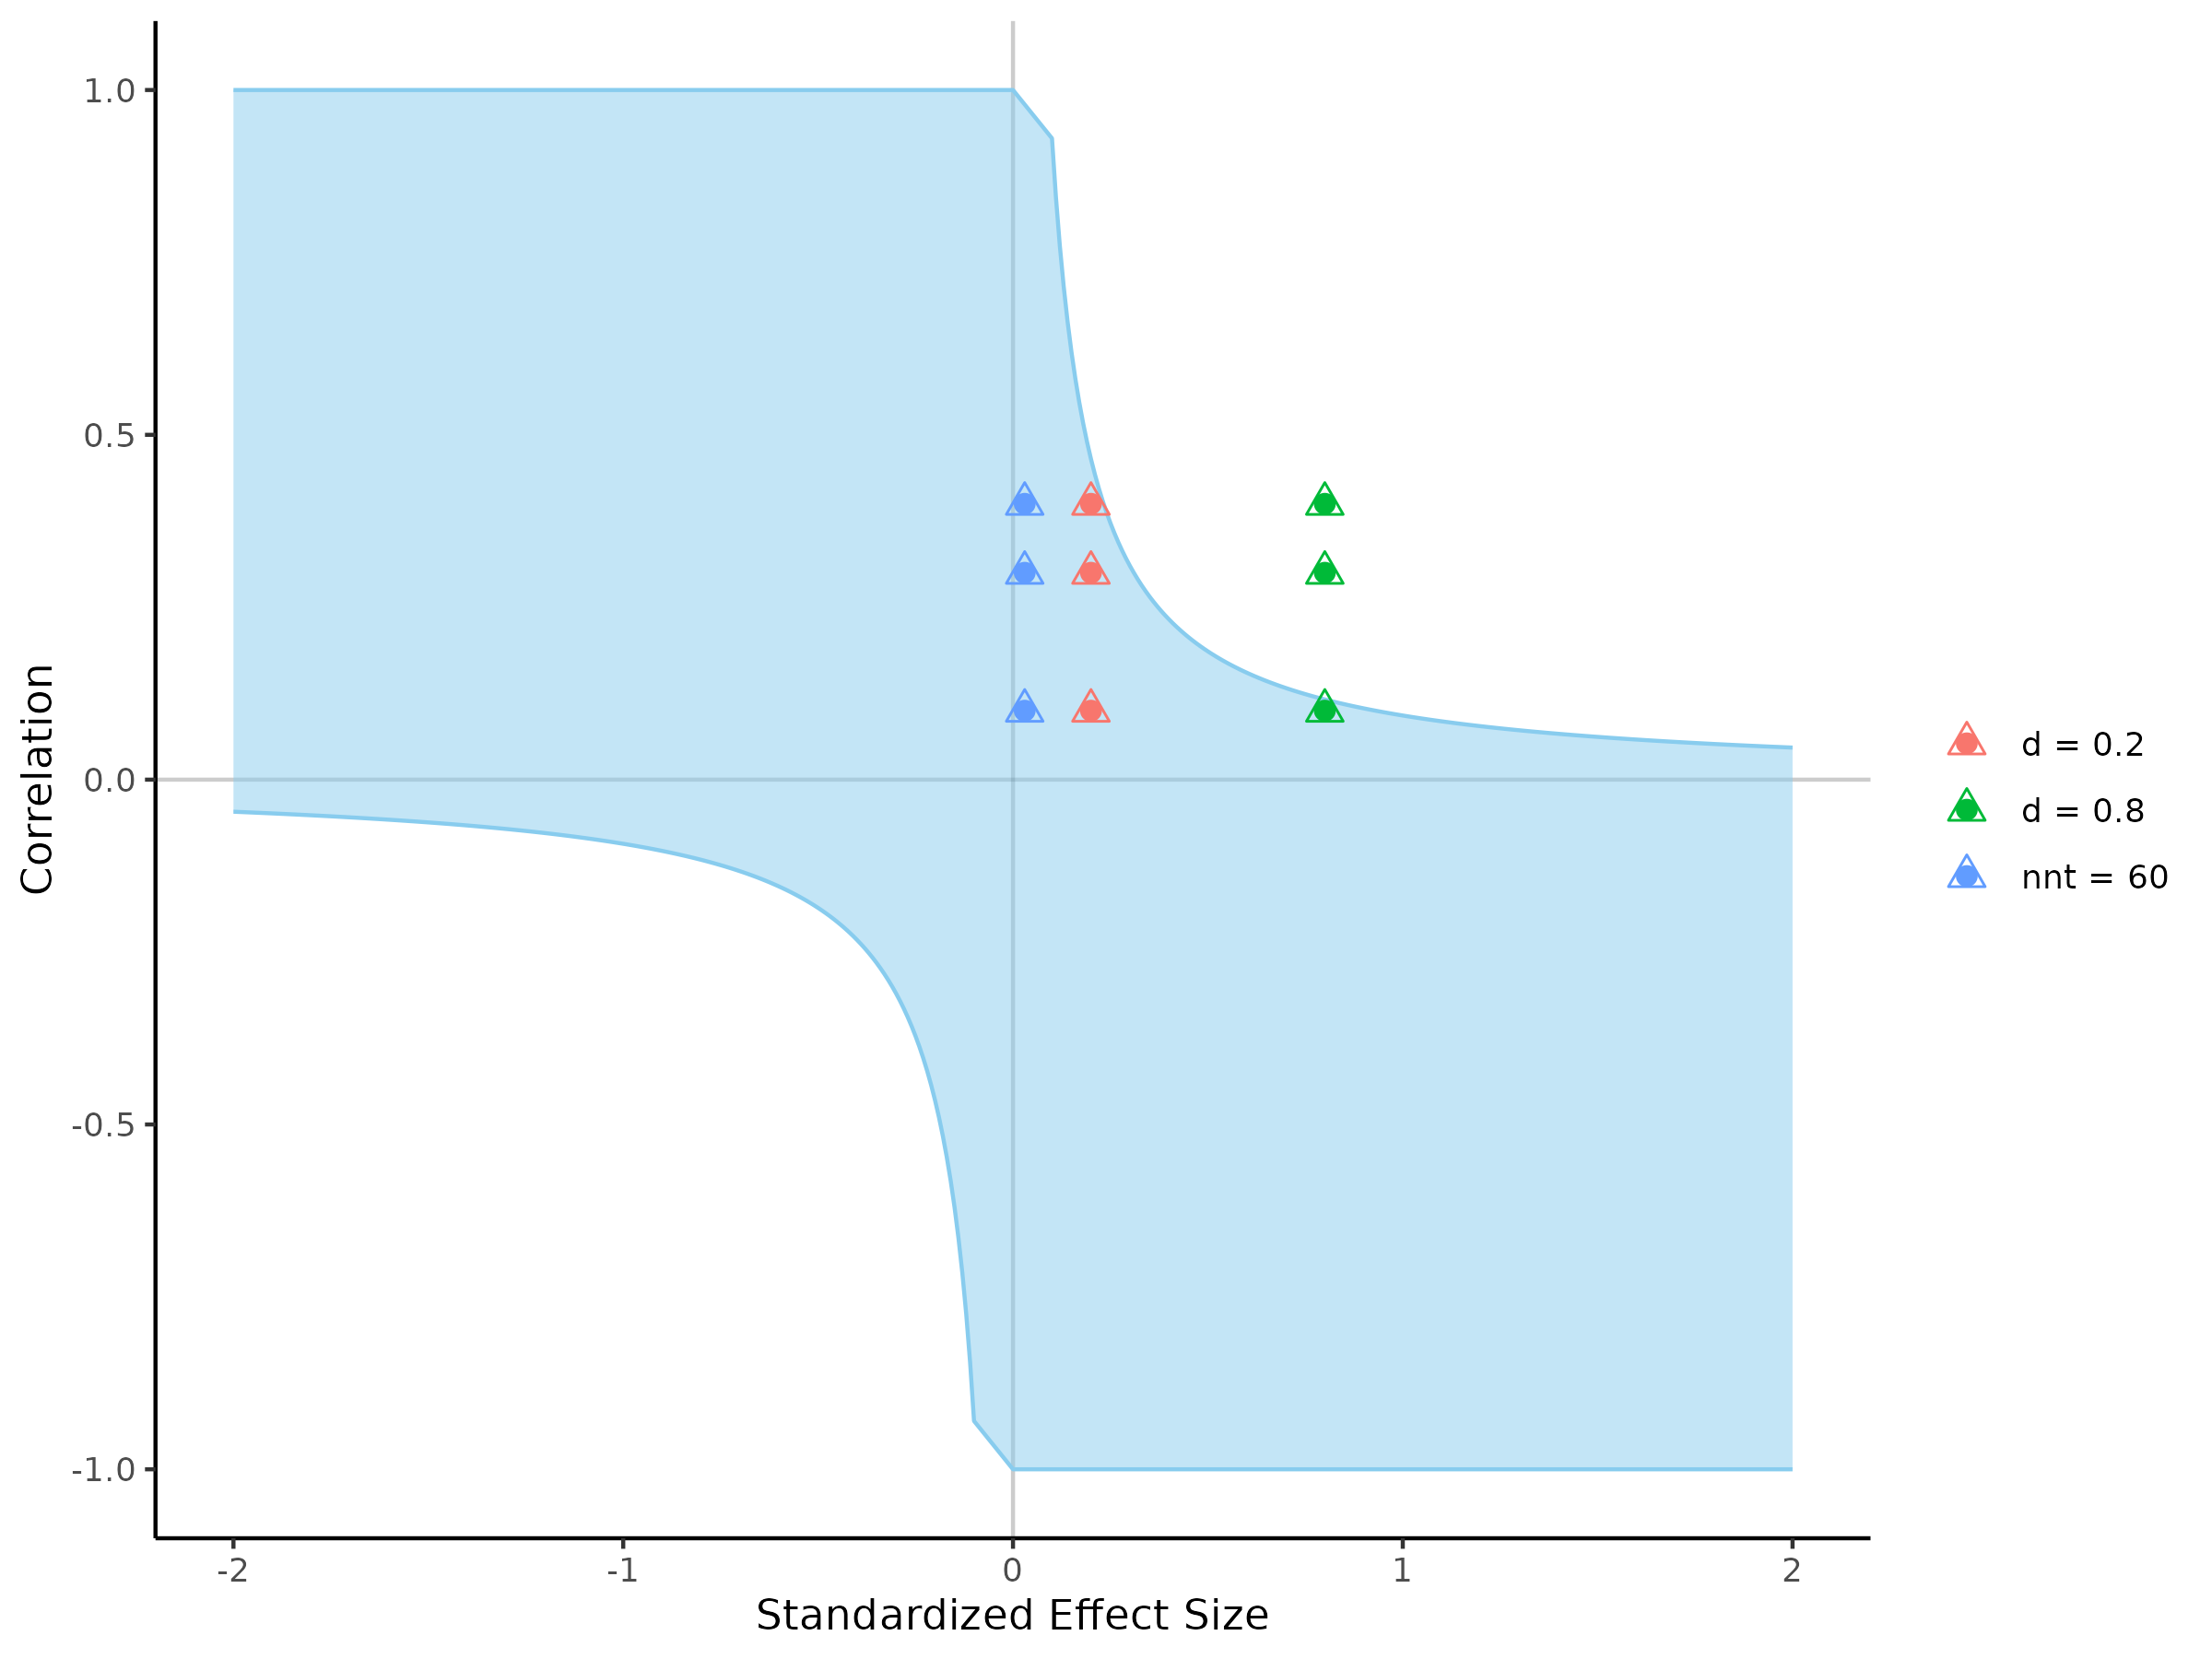 1.0
0.5
0.0
-0.5
-1.0
Correlation
-2
-1
0
1
2
Standardized Effect Size
d = 0.2
d = 0.8
nnt = 60